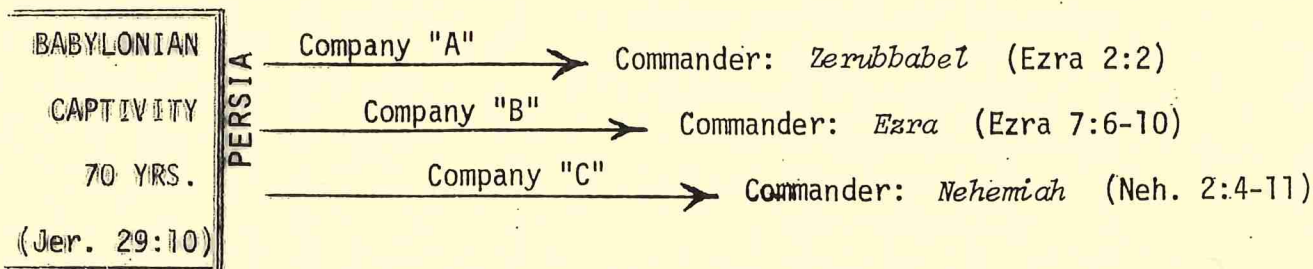 BABYLONIAN
CAPTIVITY
70 YRS.
(Jer. 29:10)
PERSIA
Company "A" Commander: Zerubbabel (Ezra 2:2)
Company "B" Commander: Ezra (Ezra 7:6-10)
Company "C" Commander: Nehemiah (Neh. 2:4-11)